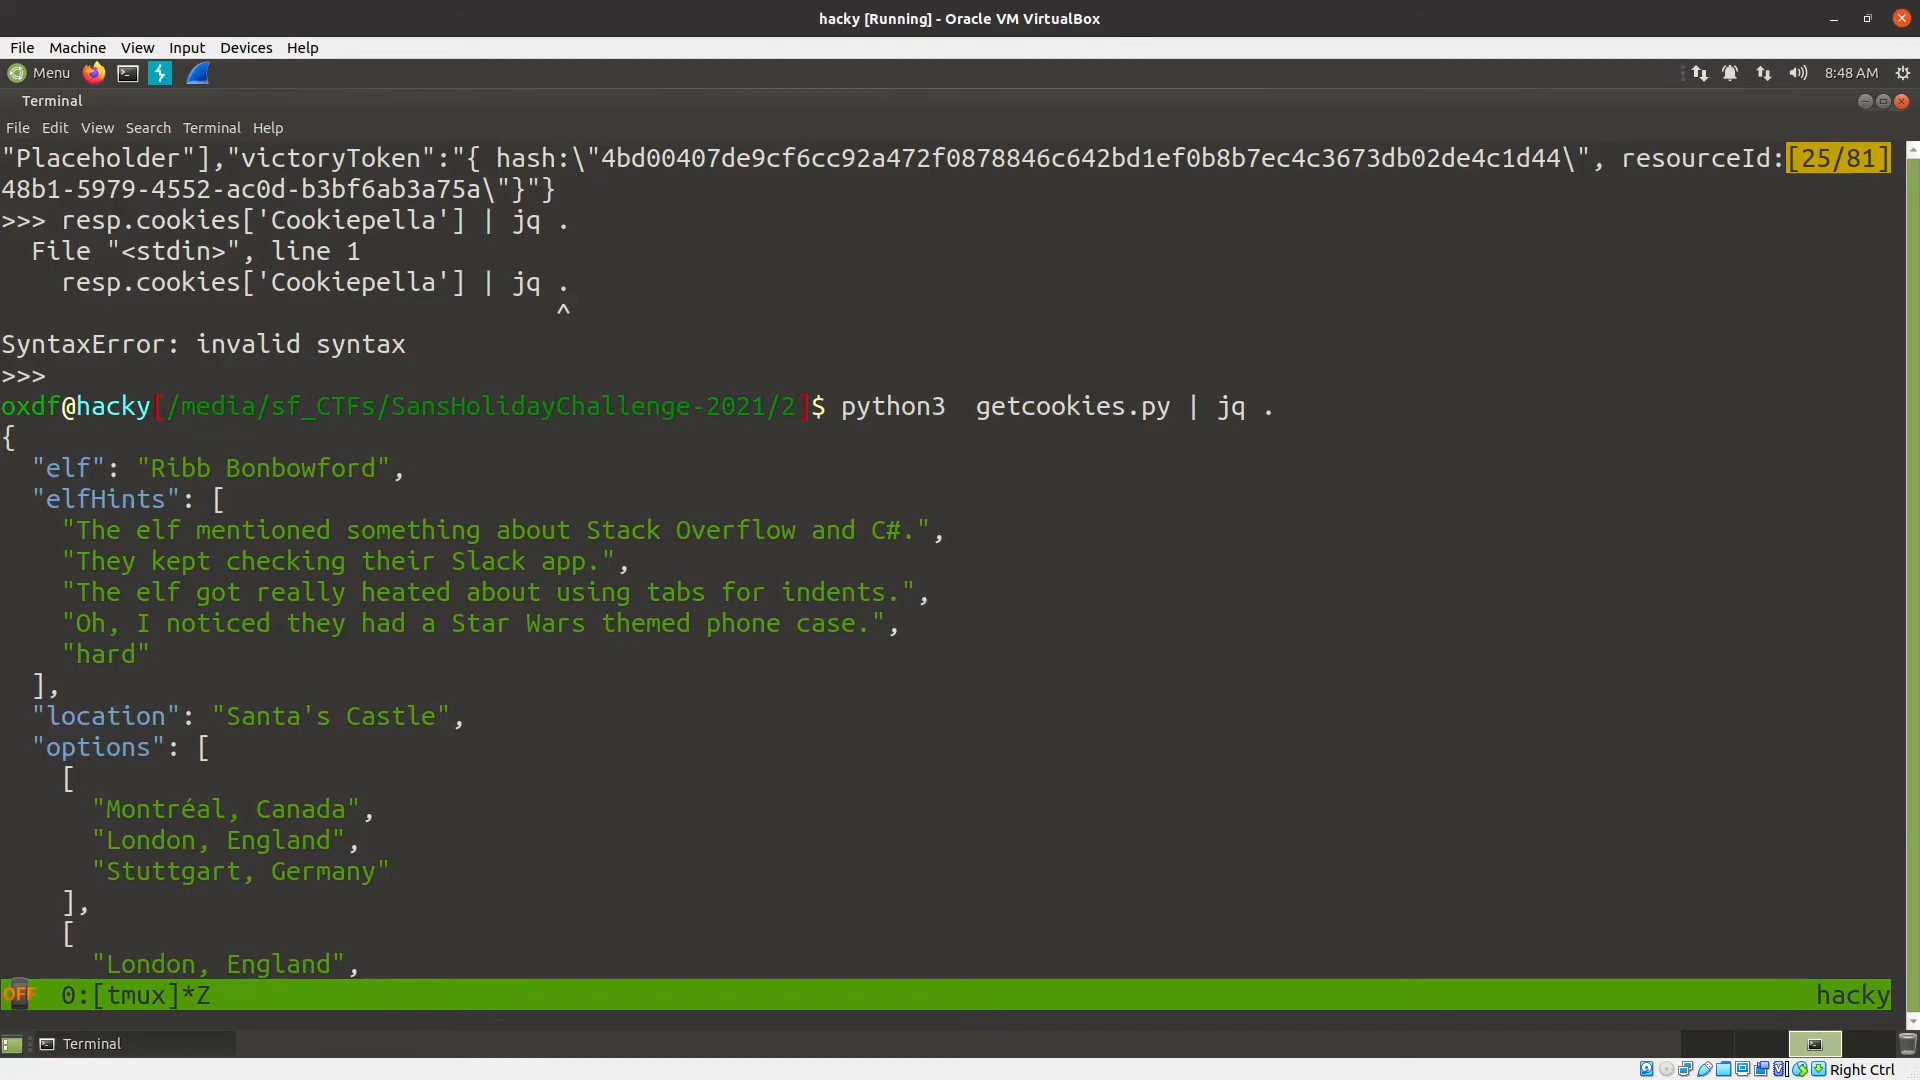 hacky [Running] - Oracle VM VirtualBox
File Machine View Input Devices Help
Menu 8:48 AM
Terminal
File Edit View Search Terminal Help
"Placeholder"],"victoryToken":"{ hash:\"4bd00407de9cf6cc92a472f0878846c642bd1ef0b8b7ec4c3673db02de4c1d44\", resourceId:[25/81]
48b1-5979-4552-ac0d-b3bf6ab3a75a\"}"}
>>> resp.cookies['Cookiepella'] | jq .
  File "<stdin>", line 1
    resp.cookies['Cookiepella'] | jq .
                                     ^
SyntaxError: invalid syntax
>>>
oxdf@hacky[/media/sf_CTFs/SansHolidayChallenge-2021/2]$ python3  getcookies.py | jq .
{
  "elf": "Ribb Bonbowford",
  "elfHints": [
    "The elf mentioned something about Stack Overflow and C#.",
    "They kept checking their Slack app.",
    "The elf got really heated about using tabs for indents.",
    "Oh, I noticed they had a Star Wars themed phone case.",
    "hard"
  ],
  "location": "Santa's Castle",
  "options": [
    [
      "Montréal, Canada",
      "London, England",
      "Stuttgart, Germany"
    ],
    [
      "London, England",
OFF 0:[tmux]*Z hacky
Terminal
Right Ctrl